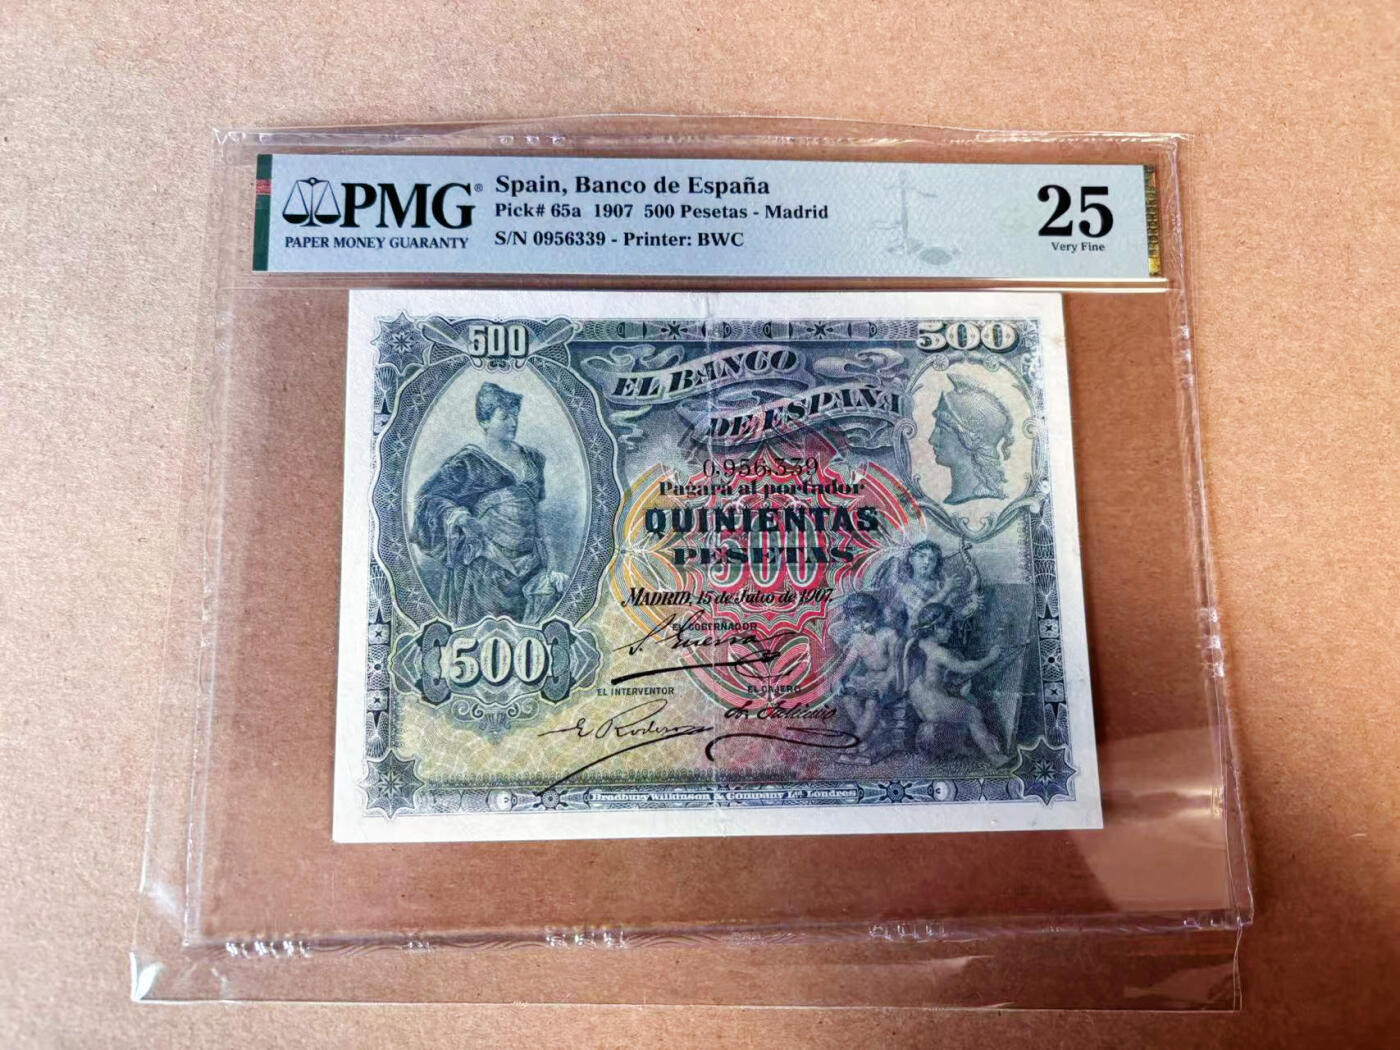 PMG®
PAPER MONEY GUARANTY
Spain, Banco de España
Pick# 65a 1907 500 Pesetas - Madrid
S/N 0956339 - Printer: BWC
25
Very Fine
500
500
EL BANCO
DE ESPAÑA
0,956,339
Pagará al portador
QUINIENTAS
PESETAS
500
MADRID, 15 de Julio de 1907.
EL GOBERNADOR
500
EL INTERVENTOR
EL CAJERO
Bradbury Wilkinson & Company Ld. Londres